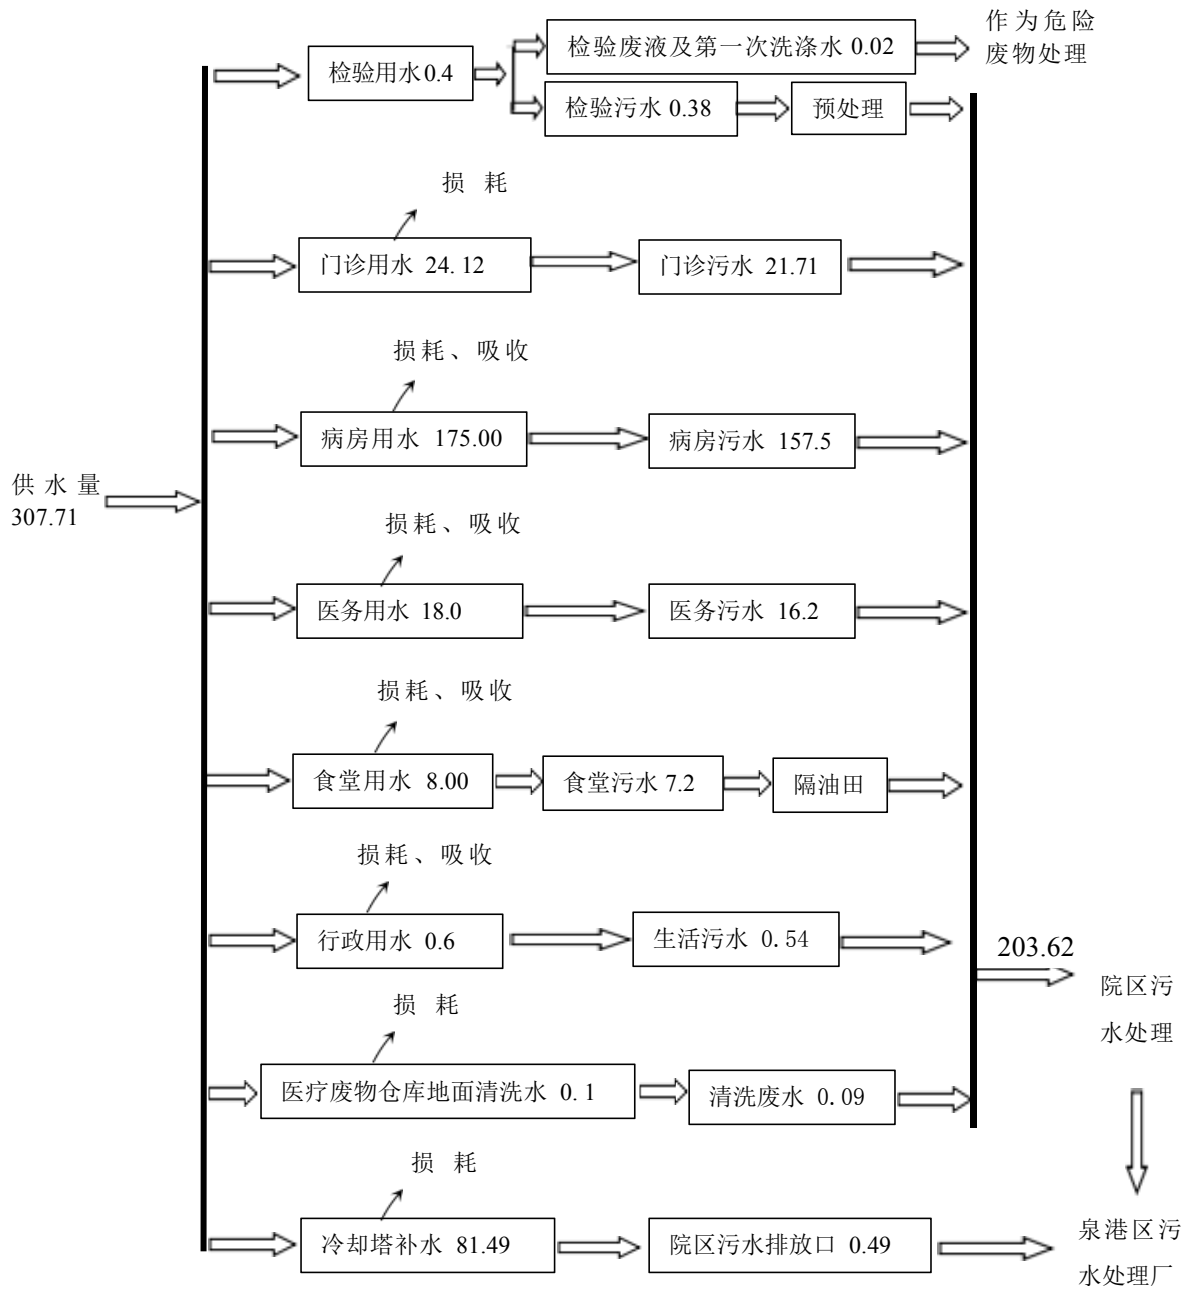 作为危险
废物处理
检验用水0.4
检验废液及第一次洗涤水 0.02
检验污水 0.38
预处理
损 耗
门诊用水 24.12
门诊污水 21.71
损耗、吸收
病房用水 175.00
病房污水 157.5
供水量
307.71
损耗、吸收
医务用水 18.0
医务污水 16.2
损耗、吸收
食堂用水 8.00
食堂污水 7.2
隔油田
损耗、吸收
行政用水 0.6
生活污水 0.54
203.62
院区污
水处理
损 耗
医疗废物仓库地面清洗水 0.1
清洗废水 0.09
损 耗
冷却塔补水 81.49
院区污水排放口 0.49
泉港区污
水处理厂